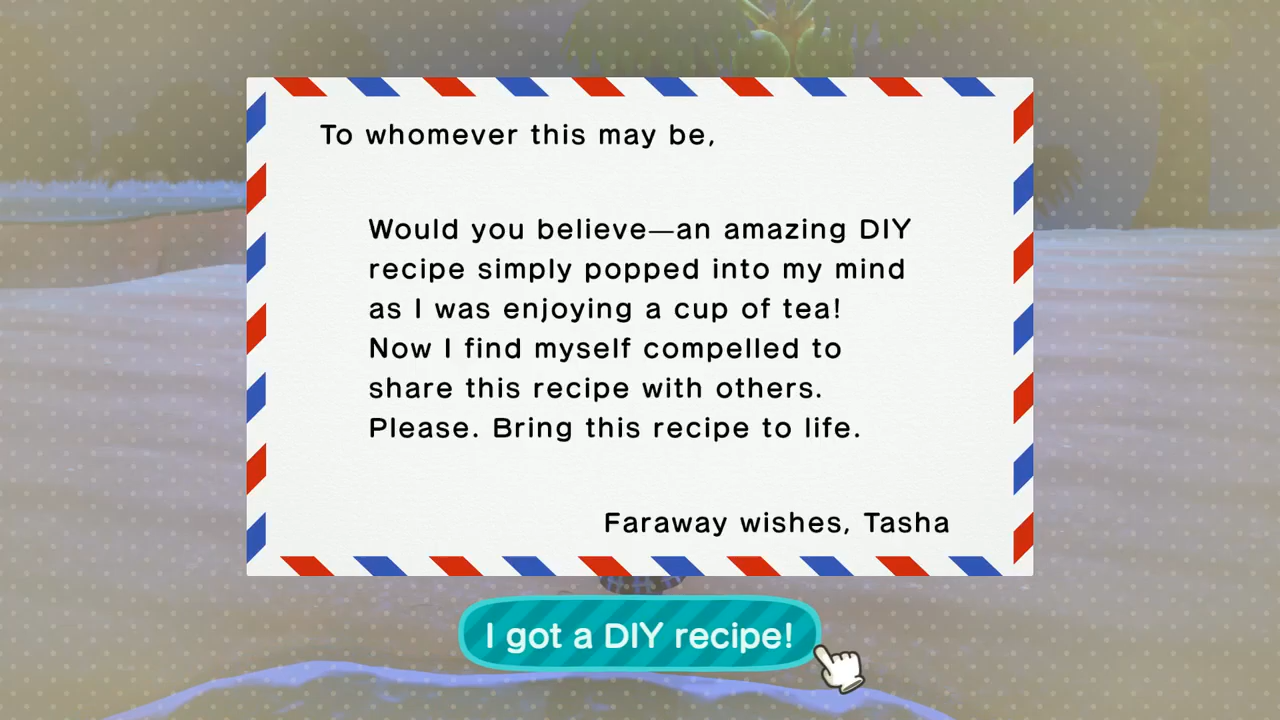 To whomever this may be,
Would you believe—an amazing DIY
recipe simply popped into my mind
as I was enjoying a cup of tea!
Now I find myself compelled to
share this recipe with others.
Please. Bring this recipe to life.
Faraway wishes, Tasha
I got a DIY recipe!